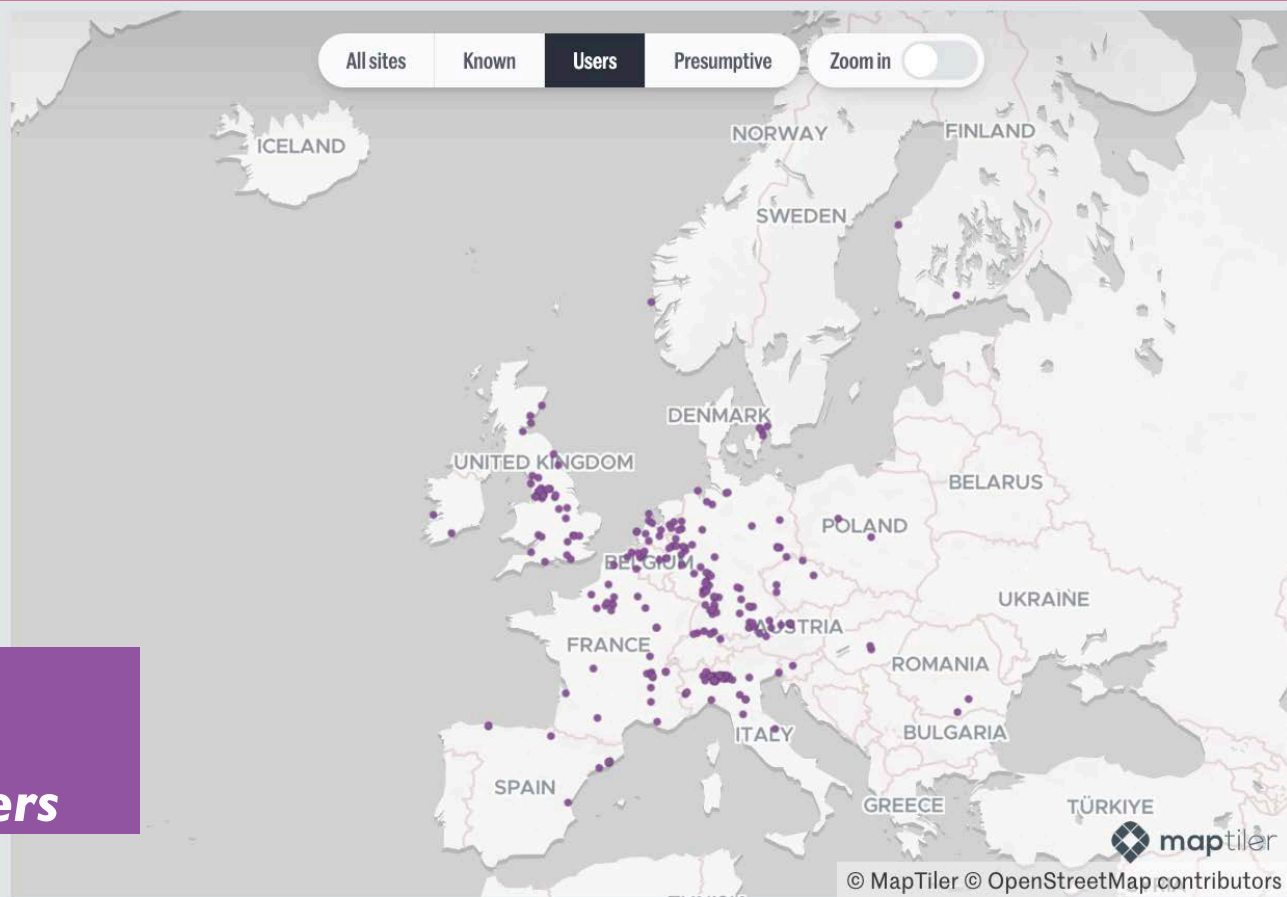 All sites Known Users Presumptive Zoom in
ICELAND
NORWAY
FINLAND
SWEDEN
DENMARK
UNITED KINGDOM
BELARUS
POLAND
BELGIUM
UKRAINE
AUSTRIA
FRANCE
ROMANIA
ITALY
BULGARIA
SPAIN
ers
GREECE
TÜRKIYE
maptiler
© MapTiler © OpenStreetMap contributors